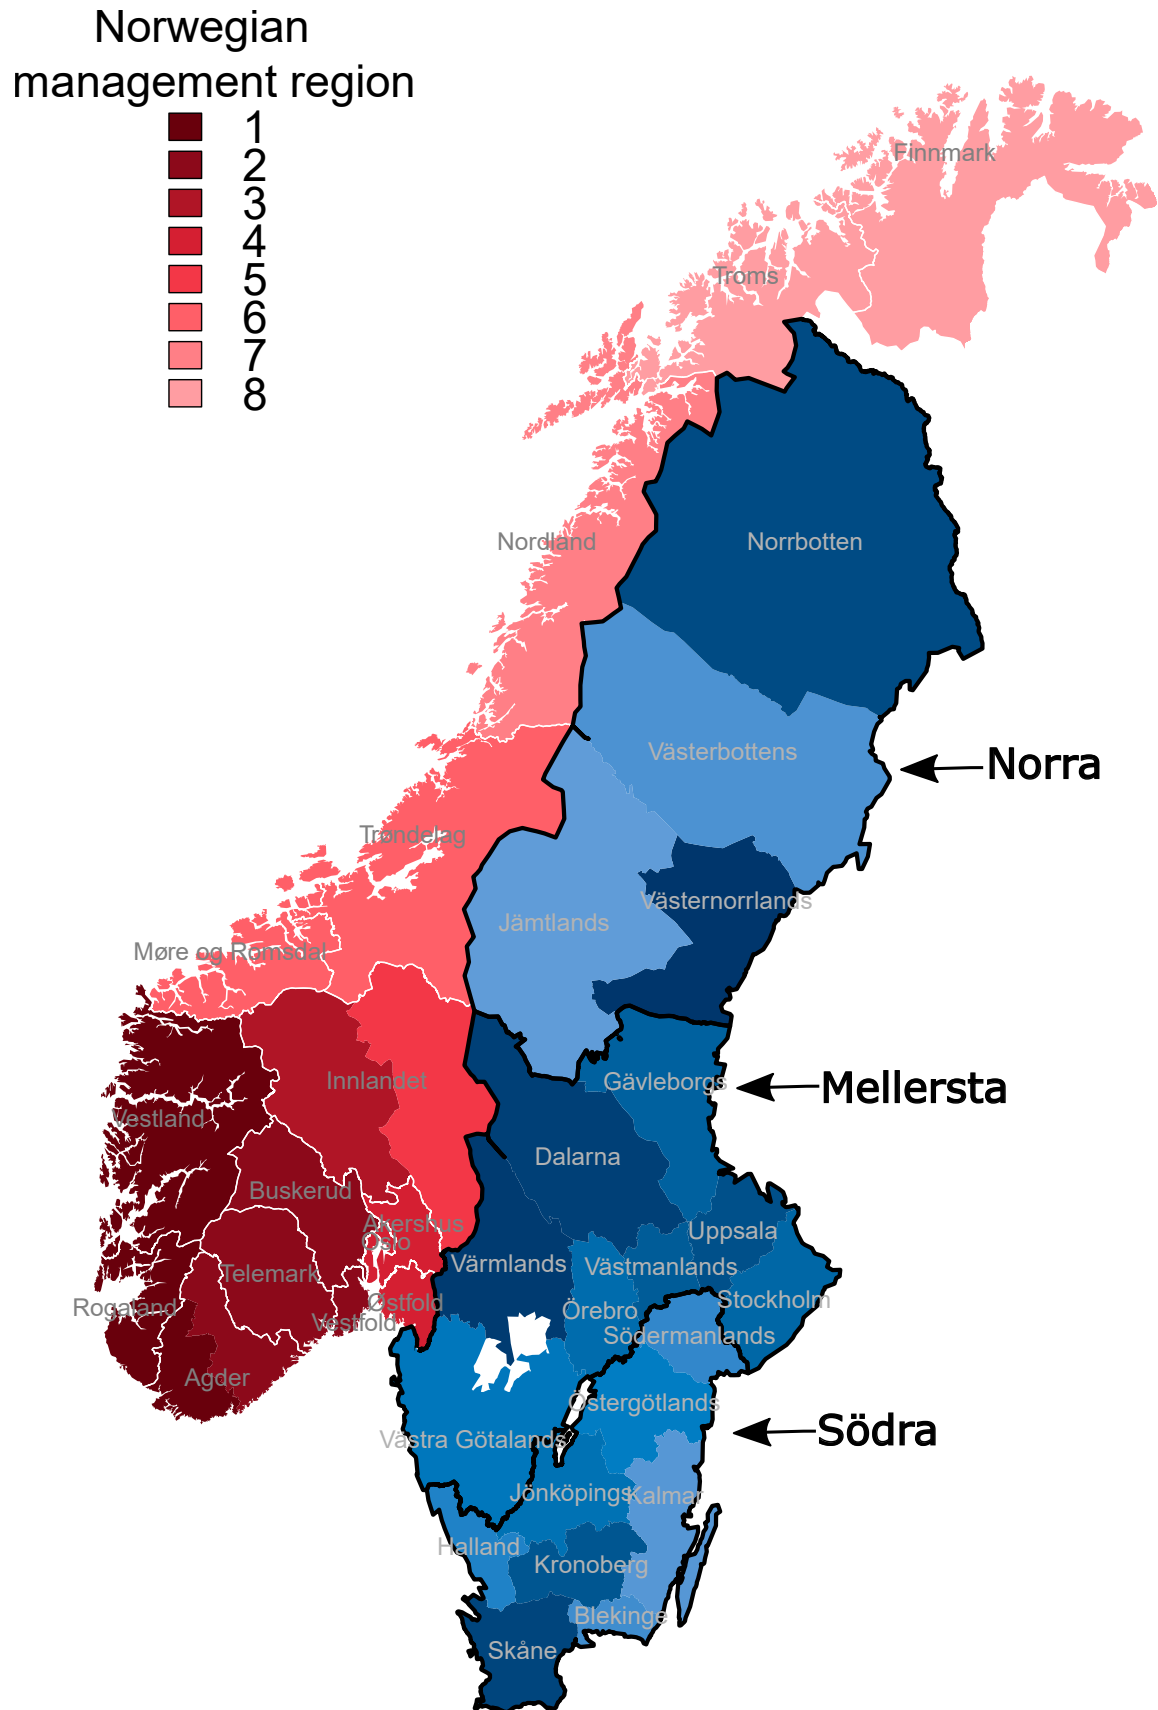 Norwegian
management region
1
2
3
4
5
6
7
8
Finnmark
Troms
Nordland
Norrbotten
Västerbottens
Norra
Trøndelag
Västernorrlands
Jämtlands
Møre og Romsdal
Innlandet
Gävleborgs
Mellersta
Vestland
Dalarna
Buskerud
Akershus
Uppsala
Oslo
Värmlands
Västmanlands
Telemark
Stockholm
Østfold
Rogaland
Örebro
Vestfold
Södermanlands
Agder
Östergötlands
Södra
Västra Götalands
Jönköpings
Kalmar
Halland
Kronoberg
Blekinge
Skåne